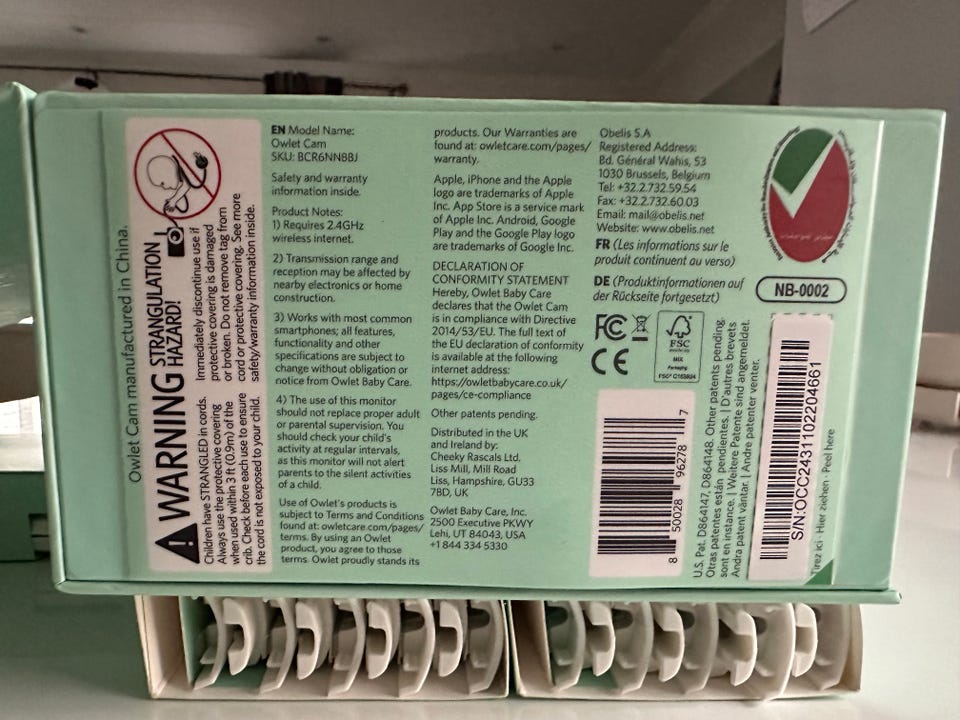 Owlet Cam manufactured in China.
WARNING
STRANGULATION
HAZARD!
Children have STRANGLED in cords.
Always use the protective covering
when used within 3 ft (0.9m) of the
crib. Check before each use to ensure
the cord is not exposed to your child.
Immediately discontinue use if
protective covering is damaged
or broken. Do not remove tag from
cord or protective covering. See more
safety/warranty information inside.
EN Model Name:
Owlet Cam
SKU: BCR6NNBBJ
Safety and warranty
information inside.
Product Notes:
1) Requires 2.4GHz
wireless internet.
2) Transmission range and
reception may be affected by
nearby electronics or home
construction.
3) Works with most common
smartphones; all features,
functionality and other
specifications are subject to
change without obligation or
notice from Owlet Baby Care.
4) The use of this monitor
should not replace proper adult
or parental supervision. You
should check your child's
activity at regular intervals,
as this monitor will not alert
parents to the silent activities
of a child.
Use of Owlet's products is
subject to Terms and Conditions
found at: owletcare.com/pages/
terms. By using an Owlet
product, you agree to those
terms. Owlet proudly stands its
products. Our Warranties are
found at: owletcare.com/pages/
warranty.
Apple, iPhone and the Apple
logo are trademarks of Apple
Inc. App Store is a service mark
of Apple Inc. Android, Google
Play and the Google Play logo
are trademarks of Google Inc.
DECLARATION OF
CONFORMITY STATEMENT
Hereby, Owlet Baby Care
declares that the Owlet Cam
is in compliance with Directive
2014/53/EU. The full text of
the EU declaration of conformity
is available at the following
internet address:
https://owletbabycare.co.uk/
pages/ce-compliance
Other patents pending.
Distributed in the UK
and Ireland by:
Cheeky Rascals Ltd.
Liss Mill, Mill Road
Liss, Hampshire, GU33
7BD, UK
Owlet Baby Care, Inc.
2500 Executive PKWY
Lehi, UT 84043, USA
+1 844 334 5330
Obelis S.A
Registered Address:
Bd. Général Wahis, 53
1030 Brussels, Belgium
Tel: +32.2.732.59.54
Fax: +32.2.732.60.03
Email: mail@obelis.net
Website: www.obelis.net
FR (Les informations sur le
produit continuent au verso)
DE (Produktinformationen auf
der Rückseite fortgesetzt)
FC
CE
FSC
MIX
Packaging
NB-0002
8 50028 96278 7
U.S. Pat. D864147, D864148. Other patents pending.
Otras patentes están pendientes. | D'autres brevets
sont en instance. | Weitere Patente sind angemeldet.
Andra patent väntar. | Andre patenter venter.
S/N:OCC24311022204661
Tirez ici · Hier ziehen · Peel here